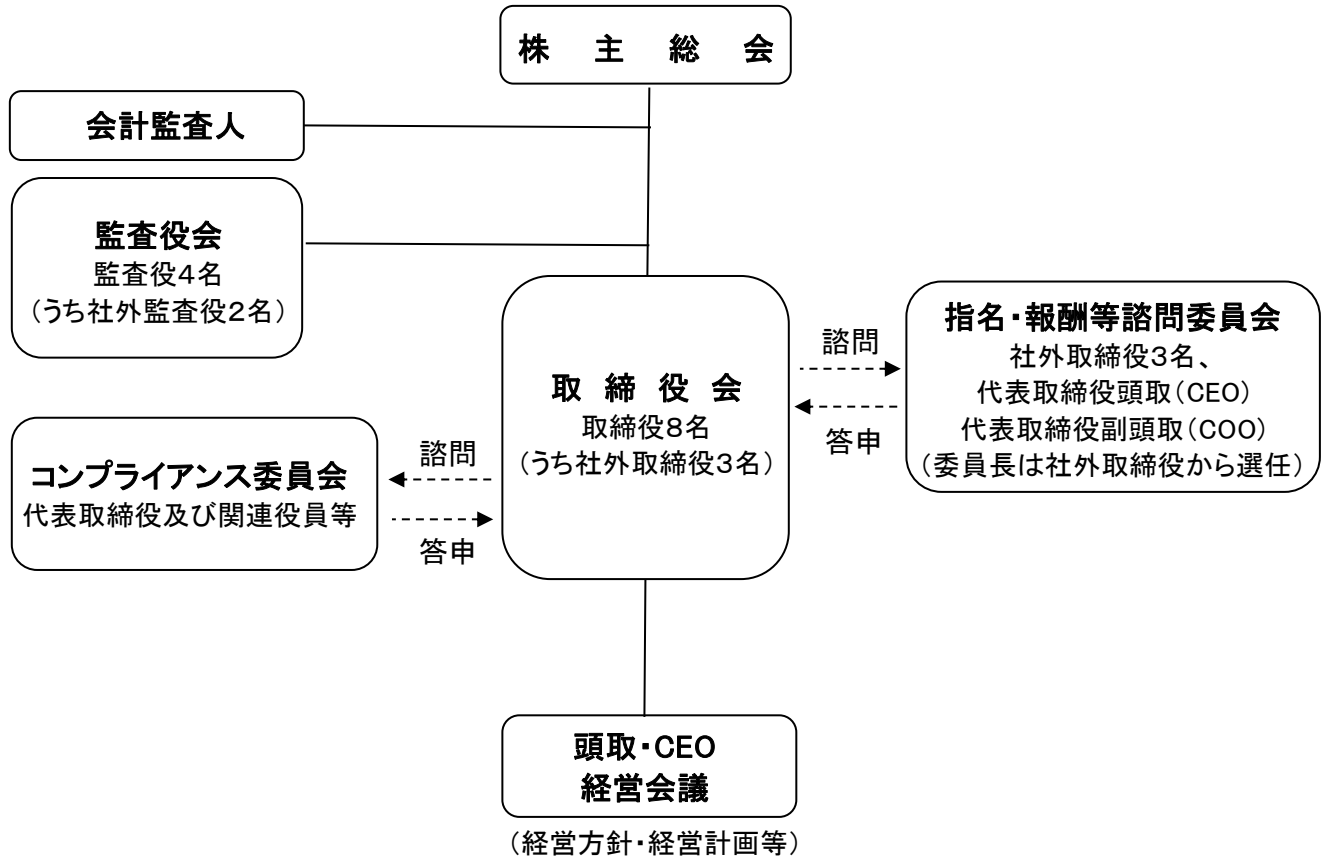 株 主 総 会
会計監査人
監査役会
監査役4名
(うち社外監査役2名)
取 締 役 会
取締役8名
(うち社外取締役3名)
諮問
答申
指名・報酬等諮問委員会
社外取締役3名、
代表取締役頭取(CEO)
代表取締役副頭取(COO)
(委員長は社外取締役から選任)
コンプライアンス委員会
代表取締役及び関連役員等
諮問
答申
頭取・CEO
経営会議
(経営方針・経営計画等)